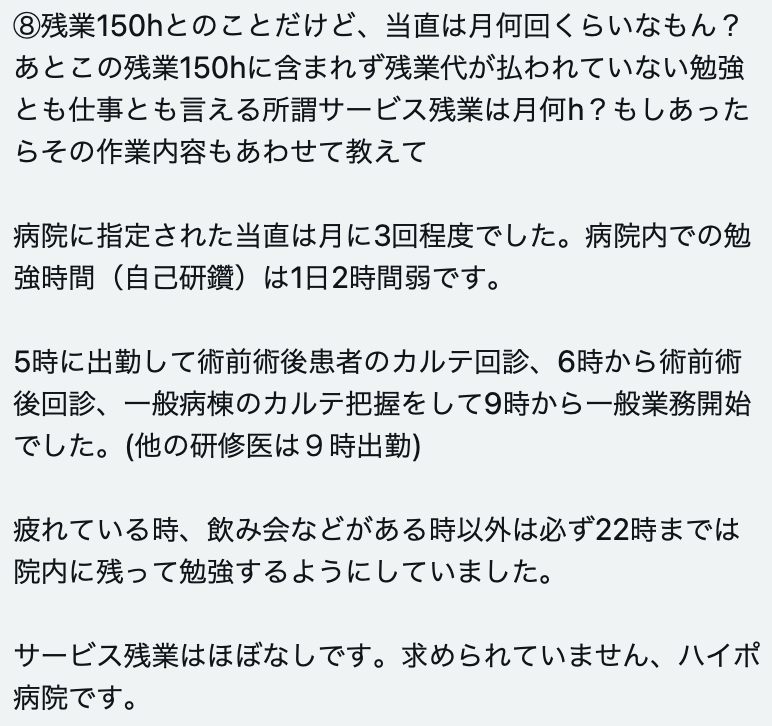 ⑧残業150hとのことだけど、当直は月何回くらいなもん？
あとこの残業150hに含まれず残業代が払われていない勉強
とも仕事とも言える所謂サービス残業は月何h？もしあった
らその作業内容もあわせて教えて
病院に指定された当直は月に3回程度でした。病院内での勉
強時間（自己研鑽）は1日2時間弱です。
5時に出勤して術前術後患者のカルテ回診、6時から術前術
後回診、一般病棟のカルテ把握をして9時から一般業務開始
でした。(他の研修医は９時出勤)
疲れている時、飲み会などがある時以外は必ず22時までは
院内に残って勉強するようにしていました。
サービス残業はほぼなしです。求められていません、ハイポ
病院です。